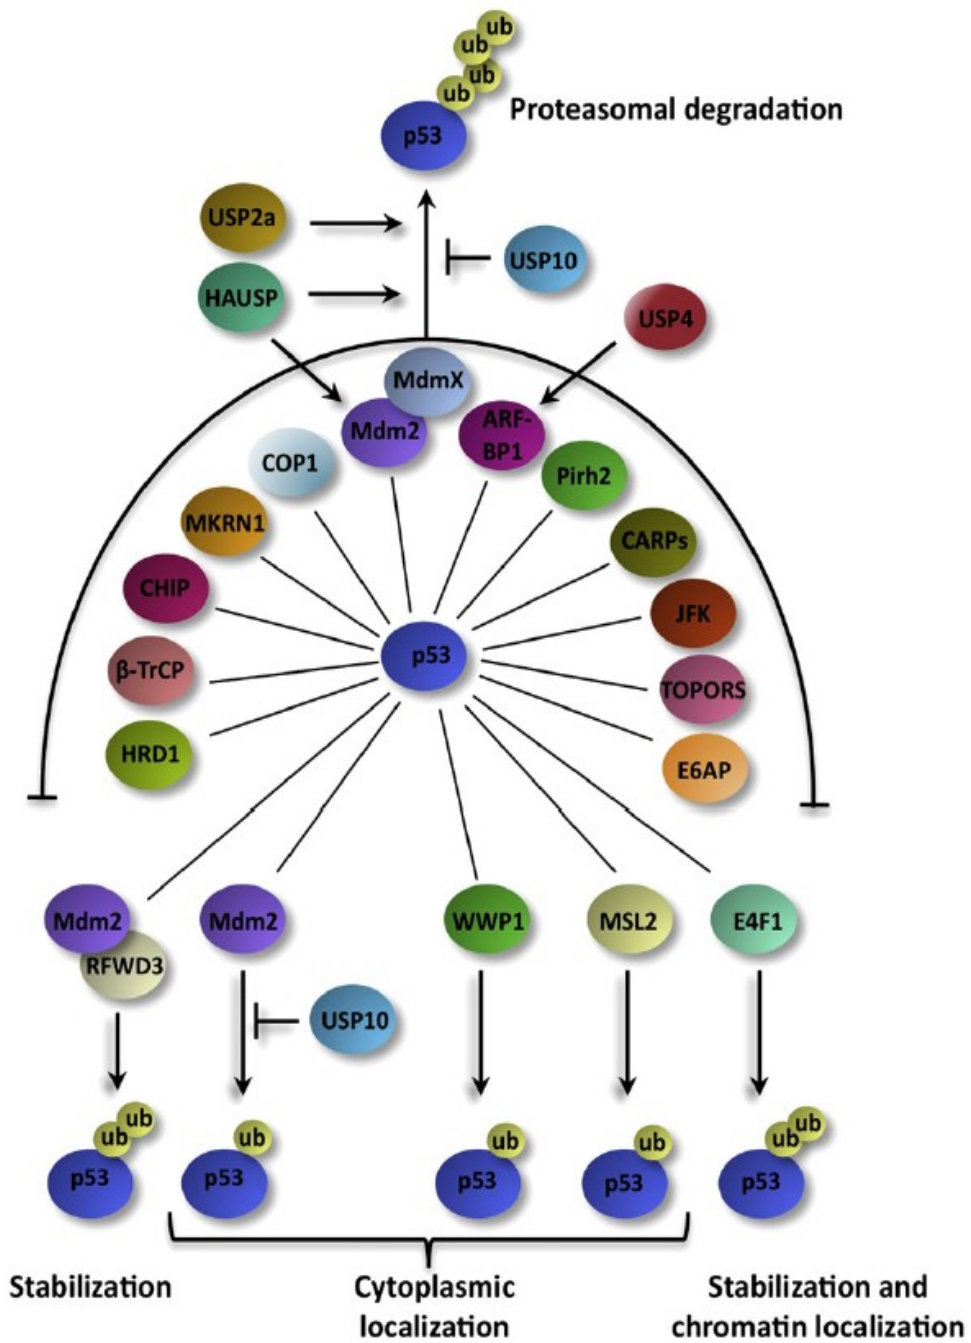 ub
ub
ub
ub
p53
Proteasomal degradation
USP2a
HAUSP
USP10
USP4
MdmX
Mdm2
ARF-
BP1
COP1
Pirh2
MKRN1
CARPs
CHIP
JFK
p53
β-TrCP
TOPORS
HRD1
E6AP
Mdm2
RFWD3
Mdm2
WWP1
MSL2
E4F1
USP10
ub
ub
p53
ub
p53
ub
p53
ub
p53
ub
ub
p53
Stabilization
Cytoplasmic
localization
Stabilization and
chromatin localization